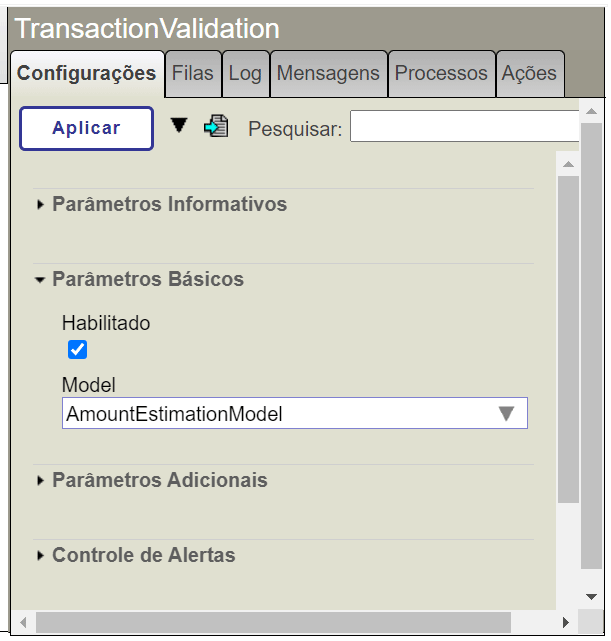 TransactionValidation
Configurações Filas Log Mensagens Processos Ações
Aplicar Pesquisar:
Parâmetros Informativos
Parâmetros Básicos
Habilitado
Model
AmountEstimationModel
Parâmetros Adicionais
Controle de Alertas